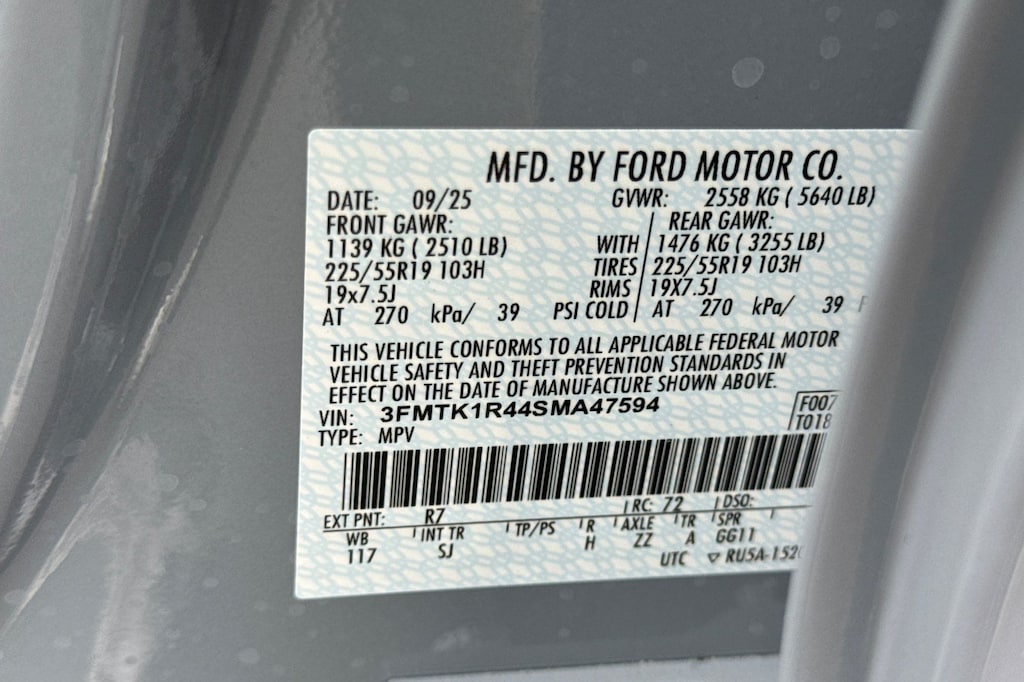 MFD. BY FORD MOTOR CO.
DATE: 09/25 GVWR: 2558 KG ( 5640 LB)
FRONT GAWR: REAR GAWR:
1139 KG ( 2510 LB) WITH 1476 KG ( 3255 LB)
225/55R19 103H TIRES 225/55R19 103H
19x7.5J RIMS 19X7.5J
AT 270 kPa/ 39 PSI COLD AT 270 kPa/ 39
THIS VEHICLE CONFORMS TO ALL APPLICABLE FEDERAL MOTOR
VEHICLE SAFETY AND THEFT PREVENTION STANDARDS IN
EFFECT ON THE DATE OF MANUFACTURE SHOWN ABOVE.
VIN: 3FMTK1R44SMA47594 F007
TYPE: MPV T018
EXT PNT: R7 RC: 72 DSO:
WB INT TR TP/PS R AXLE TR SPR
117 SJ H ZZ A GG11
UTC ▽ RU5A-152